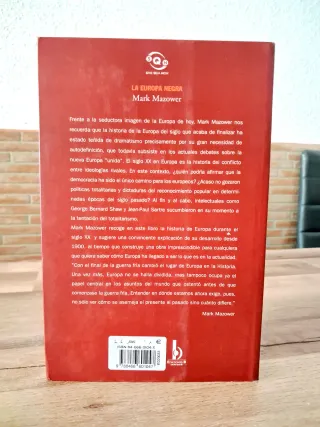 LA EUROPA NEGRA
Mark Mazower
Frente a la seductora imagen de la Europa de hoy, Mark Mazower nos
recuerda que la historia de la Europa del siglo que acaba de finalizar ha
estado teñida de dramatismo precisamente por su gran necesidad de
autodefinición, que todavía subsiste en los actuales debates sobre la
nueva Europa "unida". El siglo XX en Europa es la historia del conflicto
entre ideologías rivales. En este contexto, ¿quién podría afirmar que la
democracia ha sido el único camino para los europeos? ¿Acaso no gozaron
políticas totalitarias y dictaduras del reconocimiento popular en determi-
nadas épocas del siglo pasado? Al fin y al cabo, intelectuales como
George Bernard Shaw y Jean-Paul Sartre sucumbieron en su momento a
la tentación del totalitarismo.
Mark Mazower recoge en este libro la historia de Europa durante el
siglo XX y sugiere una convincente explicación de su desarrollo desde
1900, al tiempo que construye una obra imprescindible para cualquiera
que quiera saber cómo Europa ha llegado a ser lo que es en la actualidad.
"Con el final de la guerra fría cambió el lugar de Europa en la Historia.
Una vez más, Europa no se halla dividida, mas tampoco ocupa ya el
papel central en los asuntos del mundo que ostentó antes de que
comenzase la guerra fría. Entender en dónde estamos ahora exige, pues,
no sólo ver cómo se asemeja el presente al pasado sino cuánto difiere."
Mark Mazower